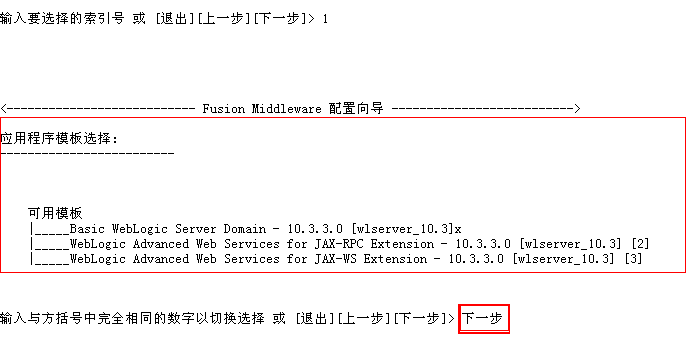 输入要选择的索引号 或 [退出][上一步][下一步]> 1
<--------------------------- Fusion Middleware 配置向导 -------------------------->
应用程序模板选择:
-------------------------
可用模板
|_____Basic WebLogic Server Domain - 10.3.3.0 [wlserver_10.3]x
|_____WebLogic Advanced Web Services for JAX-RPC Extension - 10.3.3.0 [wlserver_10.3] [2]
|_____WebLogic Advanced Web Services for JAX-WS Extension - 10.3.3.0 [wlserver_10.3] [3]
输入与方括号中完全相同的数字以切换选择 或 [退出][上一步][下一步]> 下一步